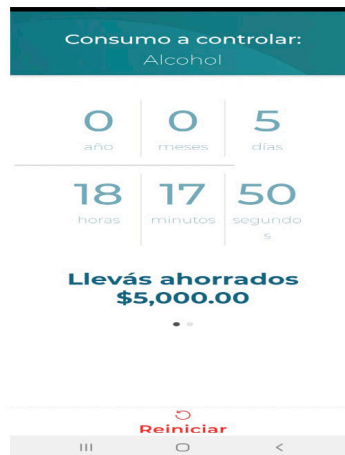 Consumo a controlar:
Alcohol
0 0 5
año meses días
18 17 50
horas minutos segundo
s
Llevás ahorrados
$5,000.00
Reiniciar